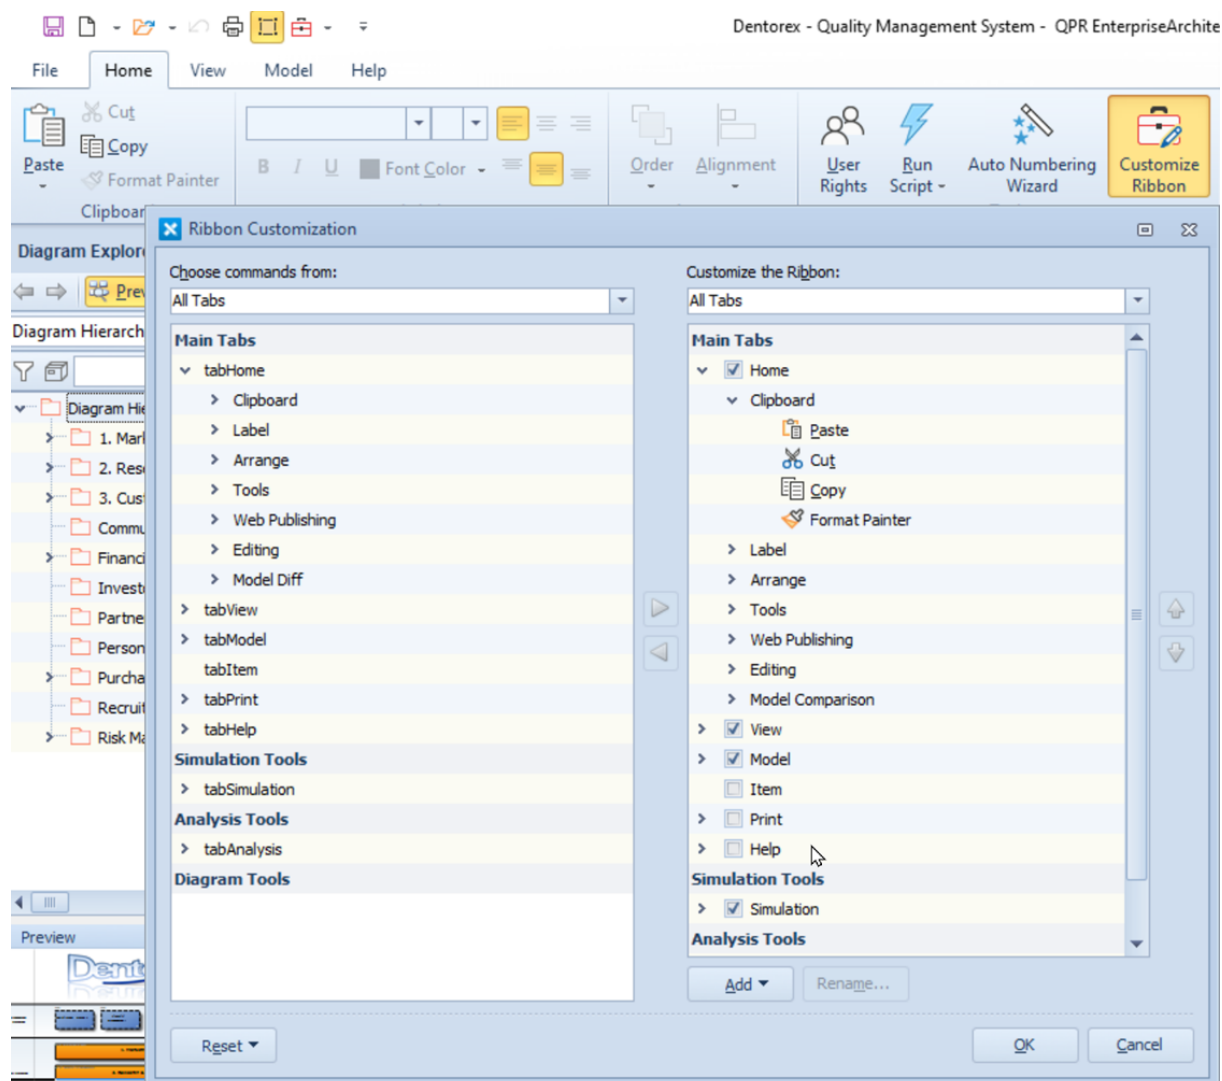 Dentorex - Quality Management System - QPR EnterpriseArchite
File Home View Model Help
Paste
Cut
Copy
Format Painter
Clipboar
B I U Font Color
Order
Alignment
User Rights
Run Script
Auto Numbering Wizard
Customize Ribbon
Ribbon Customization
Diagram Explor
Prev
Diagram Hierarch
Diagram Hie
1. Marl
2. Res
3. Cus
Commu
Financi
Invest
Partne
Person
Purcha
Recruit
Risk Ma
Preview
Dent
Choose commands from:
All Tabs
Main Tabs
tabHome
Clipboard
Label
Arrange
Tools
Web Publishing
Editing
Model Diff
tabView
tabModel
tabItem
tabPrint
tabHelp
Simulation Tools
tabSimulation
Analysis Tools
tabAnalysis
Diagram Tools
Customize the Ribbon:
All Tabs
Main Tabs
Home
Clipboard
Paste
Cut
Copy
Format Painter
Label
Arrange
Tools
Web Publishing
Editing
Model Comparison
View
Model
Item
Print
Help
Simulation Tools
Simulation
Analysis Tools
Add
Rename...
Reset
OK
Cancel